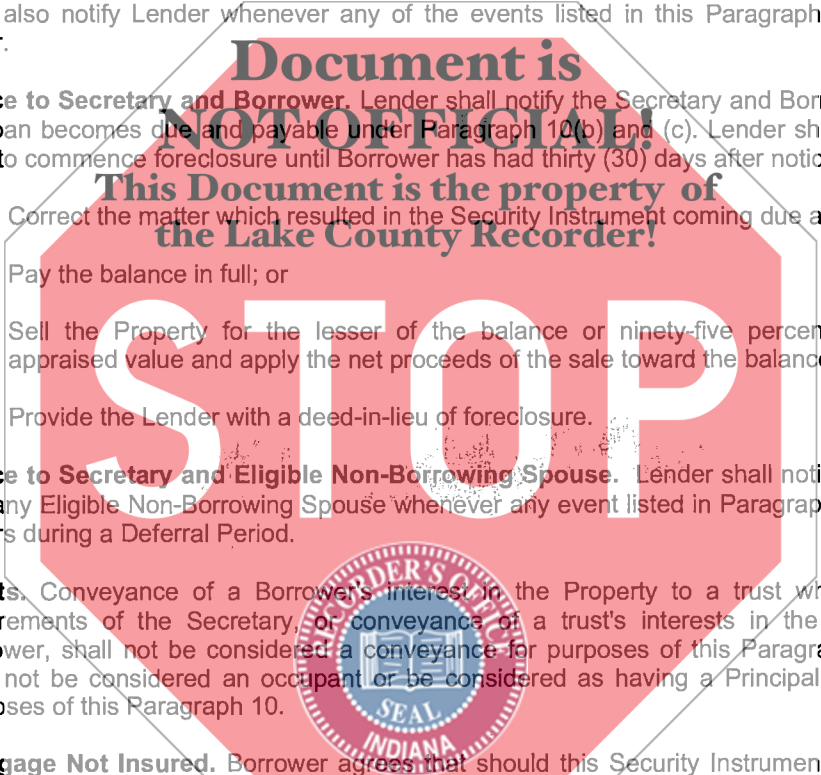 also notify Lender whenever any of the events listed in this Paragraph
Document is
e to Secretary and Borrower. Lender shall notify the Secretary and Bor
an becomes due and payable under Paragraph 10(b) and (c). Lender sh
NOT OFFICIAL!
to commence foreclosure until Borrower has had thirty (30) days after notic
This Document is the property of
Correct the matter which resulted in the Security Instrument coming due a
the Lake County Recorder!
Pay the balance in full; or
STOP
Sell the Property for the lesser of the balance or ninety-five percen
appraised value and apply the net proceeds of the sale toward the balance
Provide the Lender with a deed-in-lieu of foreclosure.
e to Secretary and Eligible Non-Borrowing Spouse. Lender shall noti
any Eligible Non-Borrowing Spouse whenever any event listed in Paragrap
s during a Deferral Period.
ts. Conveyance of a Borrower's interest in the Property to a trust wh
rements of the Secretary, or conveyance of a trust's interests in the
ower, shall not be considered a conveyance for purposes of this Paragra
not be considered an occupant or be considered as having a Principal
oses of this Paragraph 10.
RECORDER'S OFFICE
SEAL
INDIANA
gage Not Insured. Borrower agrees that should this Security Instrumen